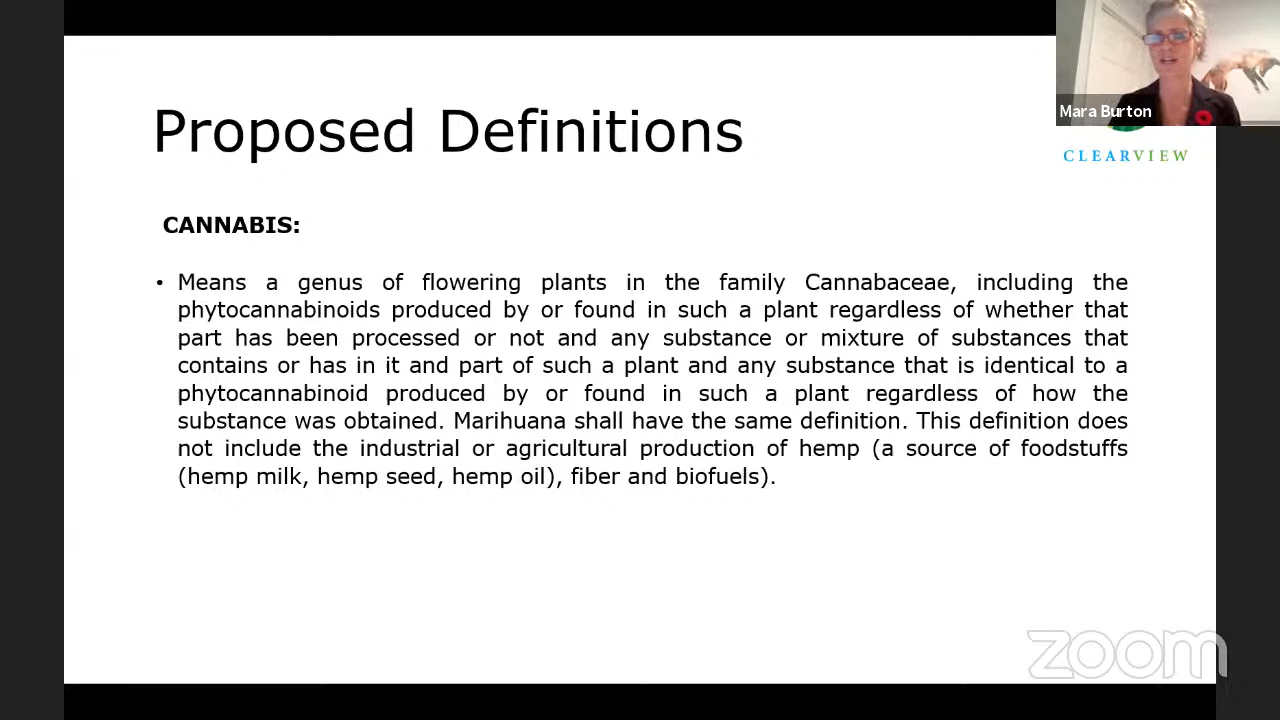 Mara Burton
CLEARVIEW
Proposed Definitions
CANNABIS:
• Means a genus of flowering plants in the family Cannabaceae, including the
phytocannabinoids produced by or found in such a plant regardless of whether that
part has been processed or not and any substance or mixture of substances that
contains or has in it and part of such a plant and any substance that is identical to a
phytocannabinoid produced by or found in such a plant regardless of how the
substance was obtained. Marihuana shall have the same definition. This definition does
not include the industrial or agricultural production of hemp (a source of foodstuffs
(hemp milk, hemp seed, hemp oil), fiber and biofuels).
zoom